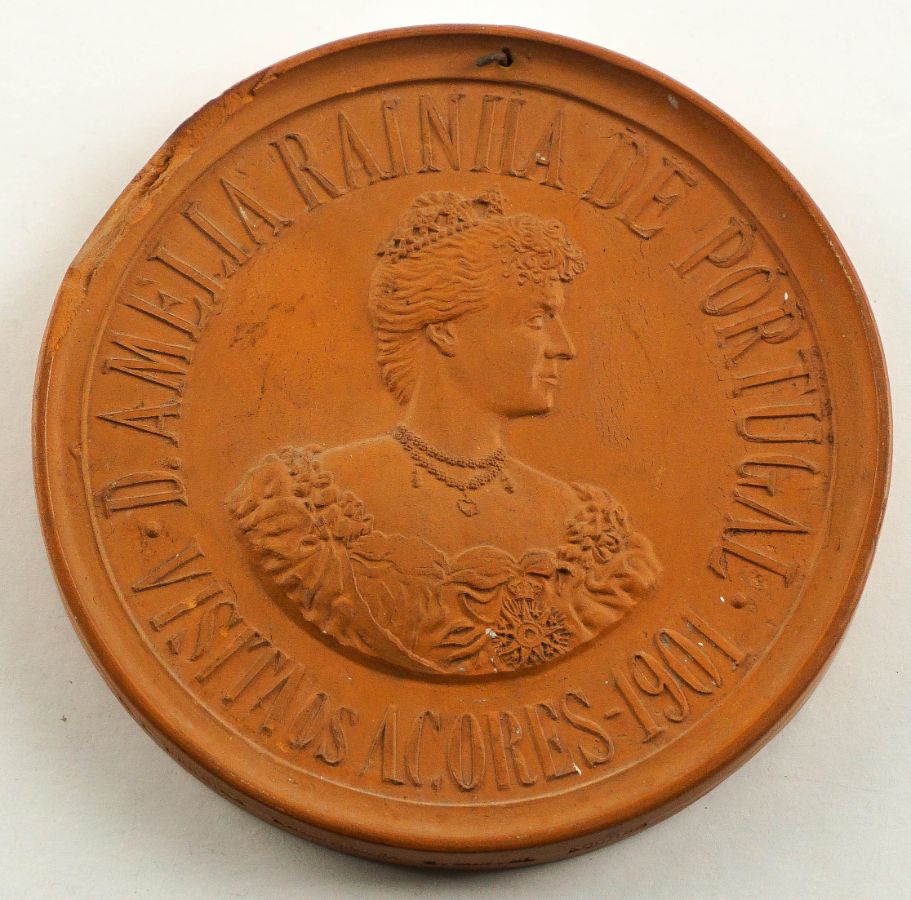 D. AMELIA RAINHA DE PORTUGAL.
VISITA OS AÇORES-1901.